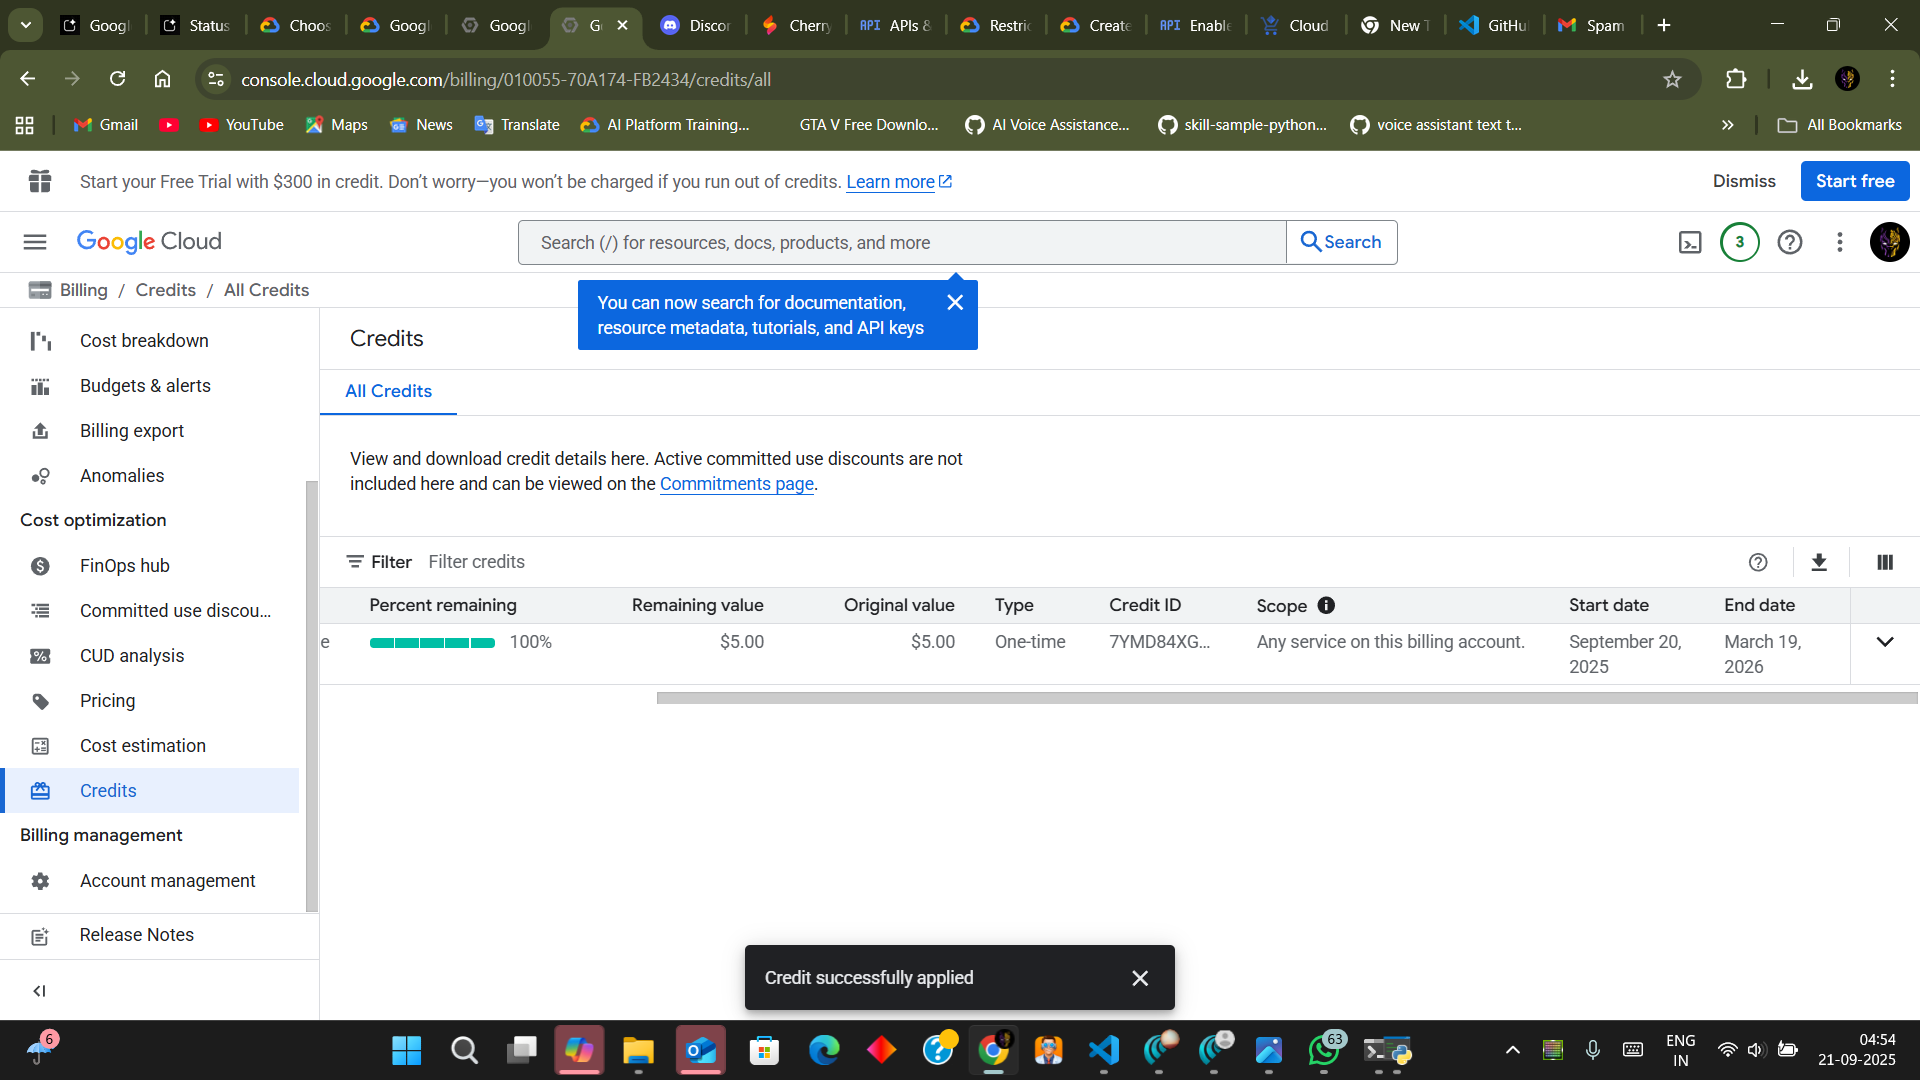 Googl
Status
Choos
Googl
Googl
G
Discor
Cherry
API APIs &
Restric
Create
API Enable
Cloud
New T
GitHu
Spam
console.cloud.google.com/billing/010055-70A174-FB2434/credits/all
Gmail
YouTube
Maps
News
Translate
AI Platform Training...
GTA V Free Downlo...
AI Voice Assistance...
skill-sample-python...
voice assistant text t...
All Bookmarks
Start your Free Trial with $300 in credit. Don’t worry—you won’t be charged if you run out of credits. Learn more
Dismiss
Start free
Google Cloud
Search (/) for resources, docs, products, and more
Search
3
Billing / Credits / All Credits
You can now search for documentation,
resource metadata, tutorials, and API keys
Cost breakdown
Budgets & alerts
Billing export
Anomalies
Cost optimization
FinOps hub
Committed use discou...
CUD analysis
Pricing
Cost estimation
Credits
Billing management
Account management
Release Notes
Credits
All Credits
View and download credit details here. Active committed use discounts are not
included here and can be viewed on the Commitments page.
Filter Filter credits
Percent remaining Remaining value Original value Type Credit ID Scope Start date End date
e 100% $5.00 $5.00 One-time 7YMD84XG... Any service on this billing account. September 20, March 19,
2025 2026
Credit successfully applied
6
63
ENG
IN
04:54
21-09-2025